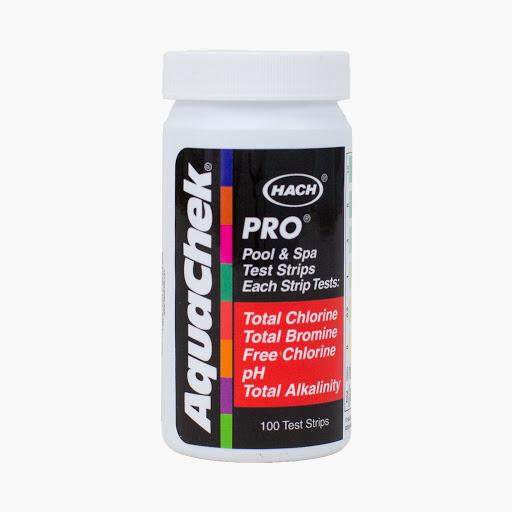 AquaChek®
HACH®
PRO®
Pool & Spa
Test Strips
Each Strip Tests:
Total Chlorine
Total Bromine
Free Chlorine
pH
Total Alkalinity
100 Test Strips